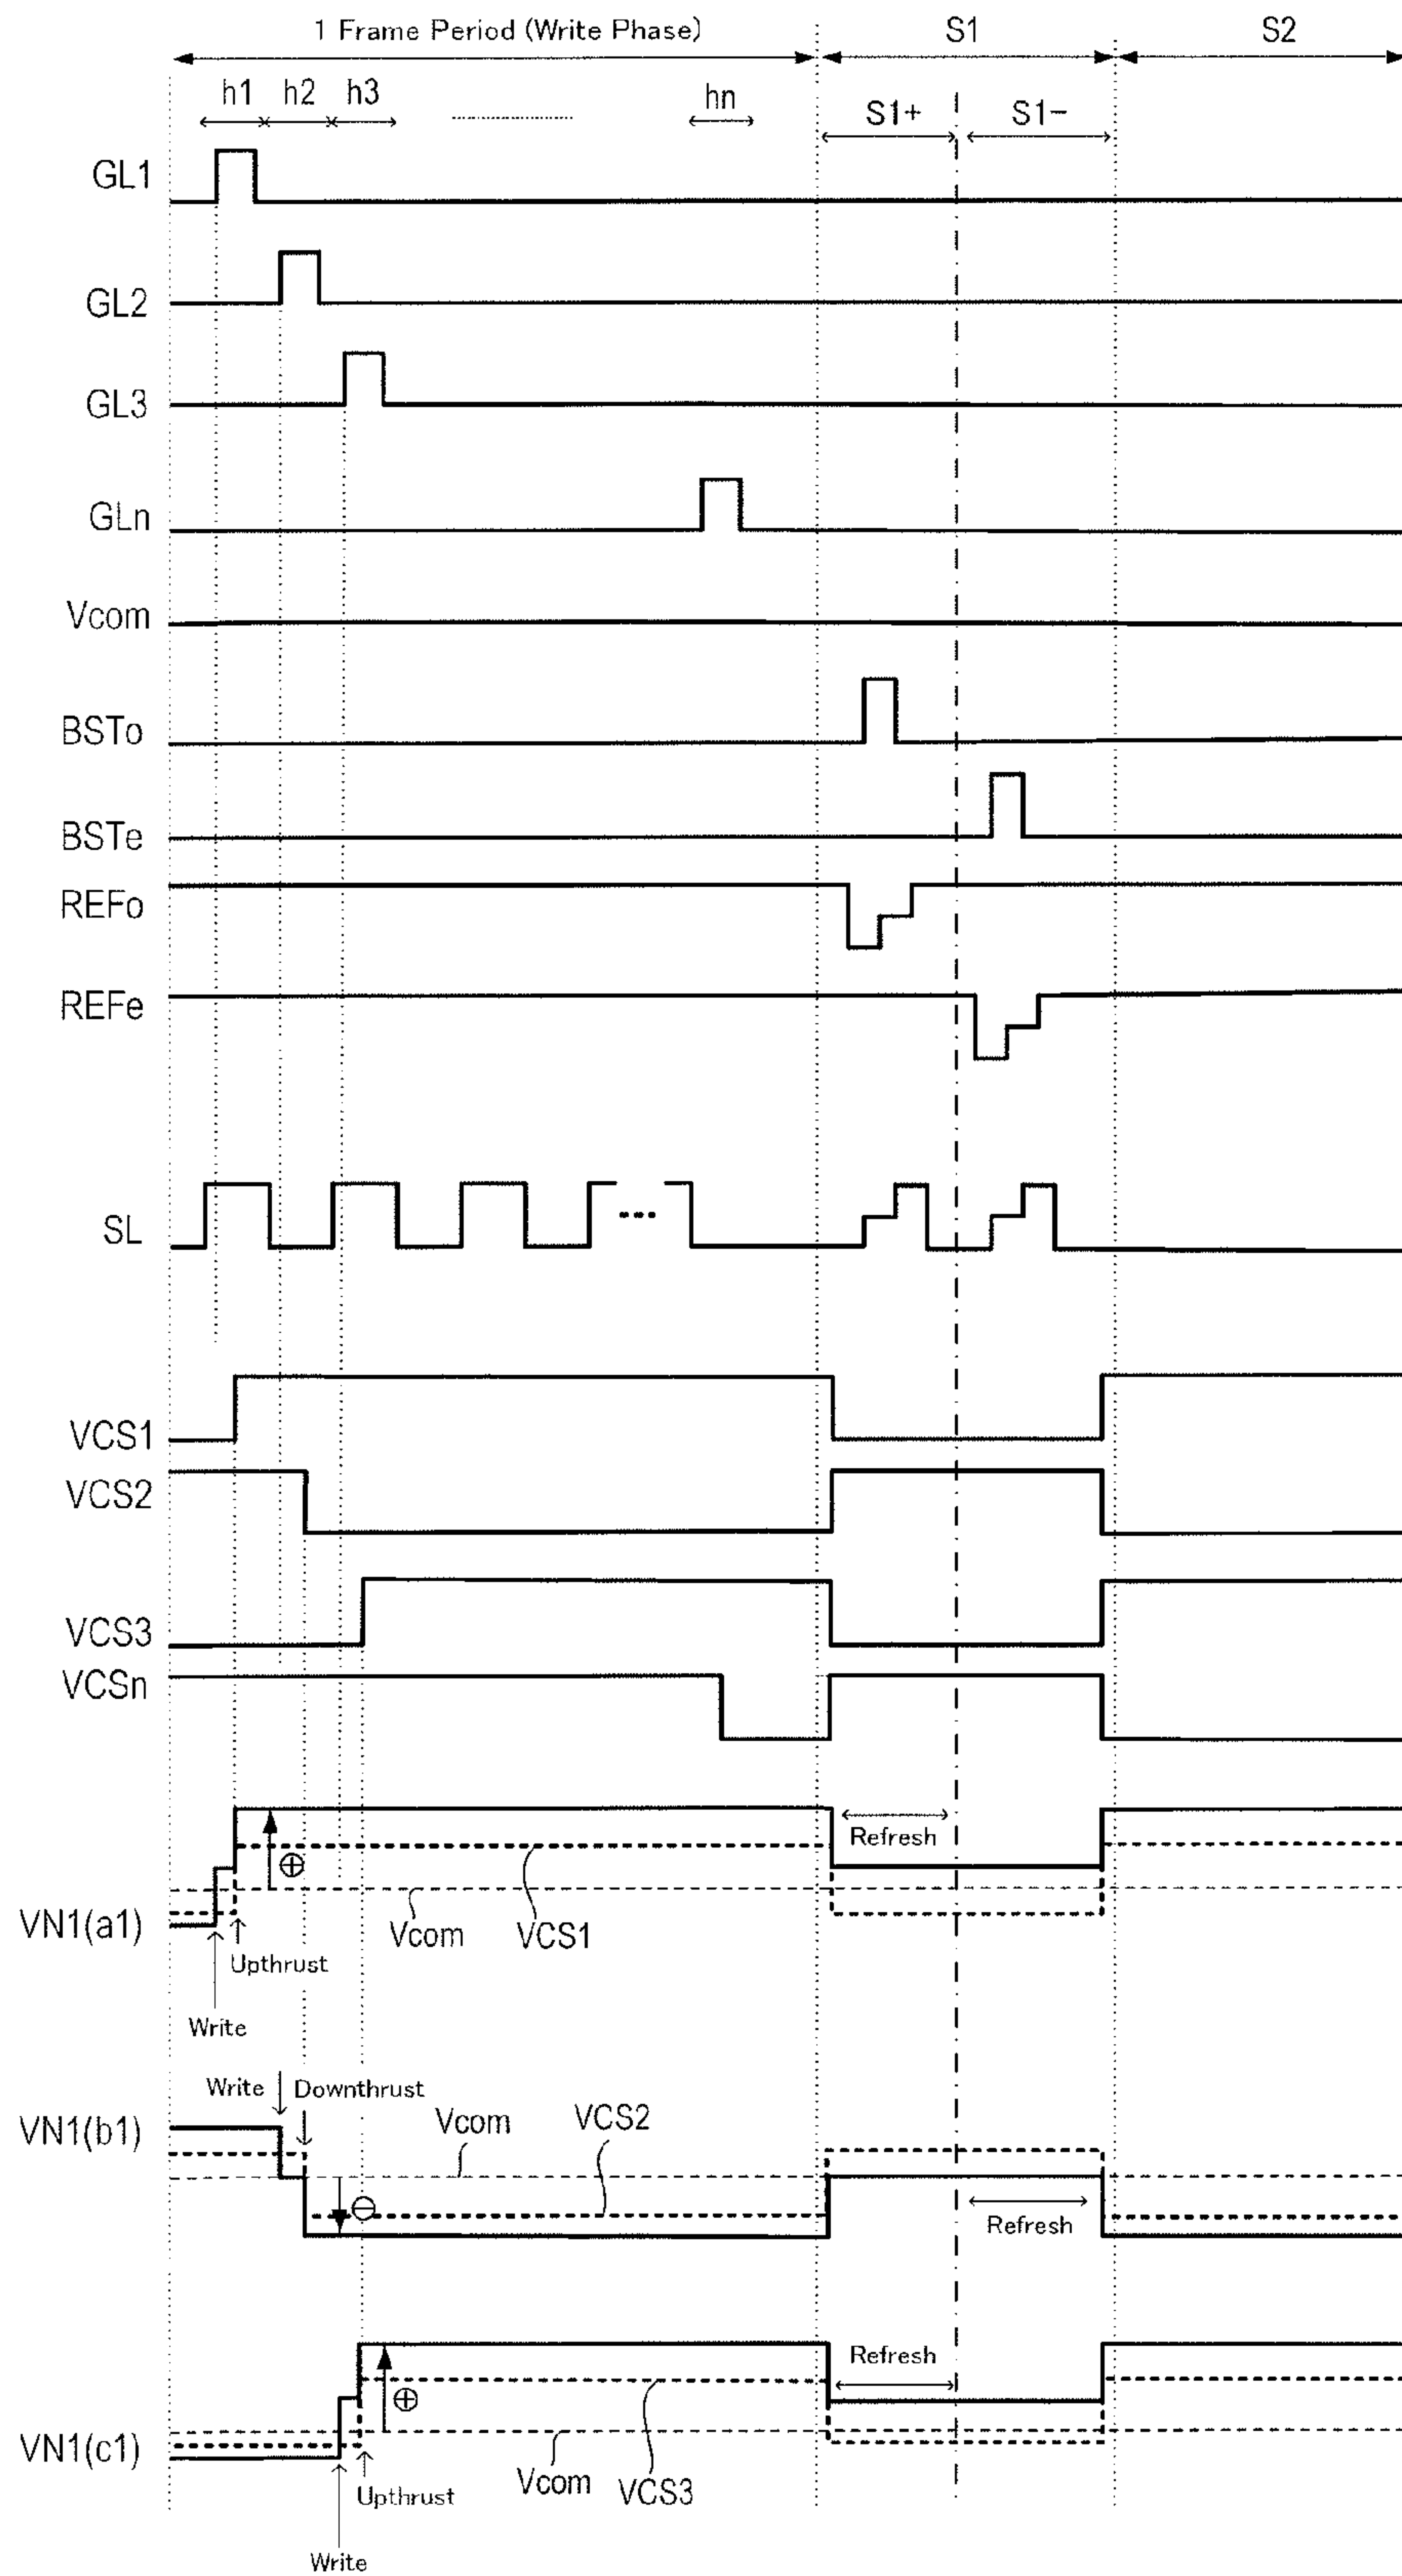 1 Frame Period (Write Phase) S1 S2
h1 h2 h3 hn S1+ S1-
GL1
GL2
GL3
GLn
Vcom
BSTo
BSTe
REFo
REFe
SL
VCS1
VCS2
VCS3
VCSn
Refresh
⊕
VN1(a1) Vcom VCS1
Upthrust
Write
Write Downthrust
VN1(b1) Vcom VCS2
⊖
Refresh
Refresh
⊕
VN1(c1)
Upthrust Vcom VCS3
Write